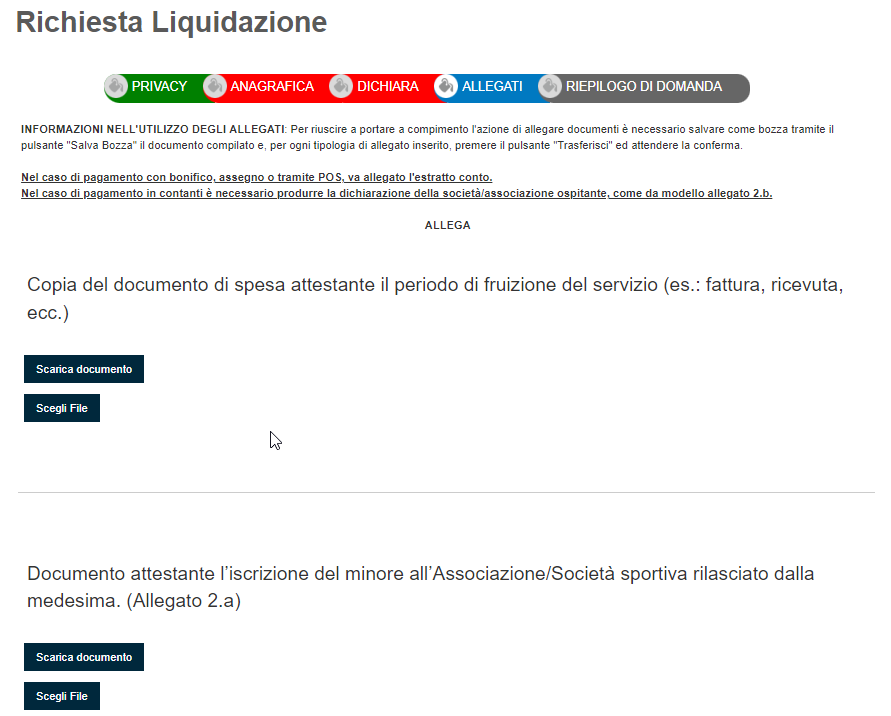 Richiesta Liquidazione
PRIVACY ANAGRAFICA DICHIARA ALLEGATI RIEPILOGO DI DOMANDA
INFORMAZIONI NELL'UTILIZZO DEGLI ALLEGATI: Per riuscire a portare a compimento l'azione di allegare documenti è necessario salvare come bozza tramite il
pulsante "Salva Bozza" il documento compilato e, per ogni tipologia di allegato inserito, premere il pulsante "Trasferisci" ed attendere la conferma.
Nel caso di pagamento con bonifico, assegno o tramite POS, va allegato l'estratto conto.
Nel caso di pagamento in contanti è necessario produrre la dichiarazione della società/associazione ospitante, come da modello allegato 2.b.
ALLEGA
Copia del documento di spesa attestante il periodo di fruizione del servizio (es.: fattura, ricevuta,
ecc.)
Scarica documento
Scegli File
Documento attestante l’iscrizione del minore all’Associazione/Società sportiva rilasciato dalla
medesima. (Allegato 2.a)
Scarica documento
Scegli File